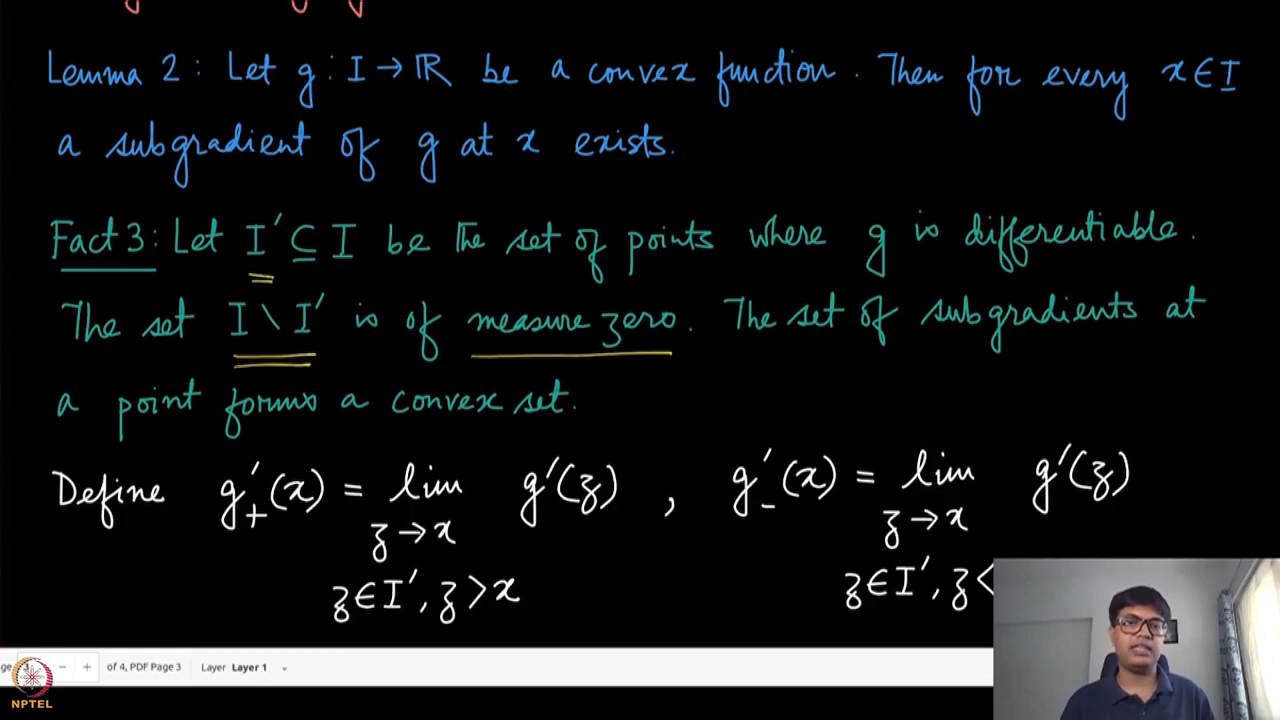 Lemma 2 : Let g : I → ℝ be a convex function. Then for every x ∈ I
a subgradient of g at x exists.
Fact 3 : Let I' ⊆ I be the set of points where g is differentiable.
The set I \ I' is of measure zero. The set of subgradients at
a point forms a convex set.
Define g'₊(x) = lim g'(z) , g'₋(x) = lim g'(z)
z → x z → x
z ∈ I', z > x z ∈ I', z <
ge 3 − + of 4, PDF Page 3 Layer Layer 1
NPTEL